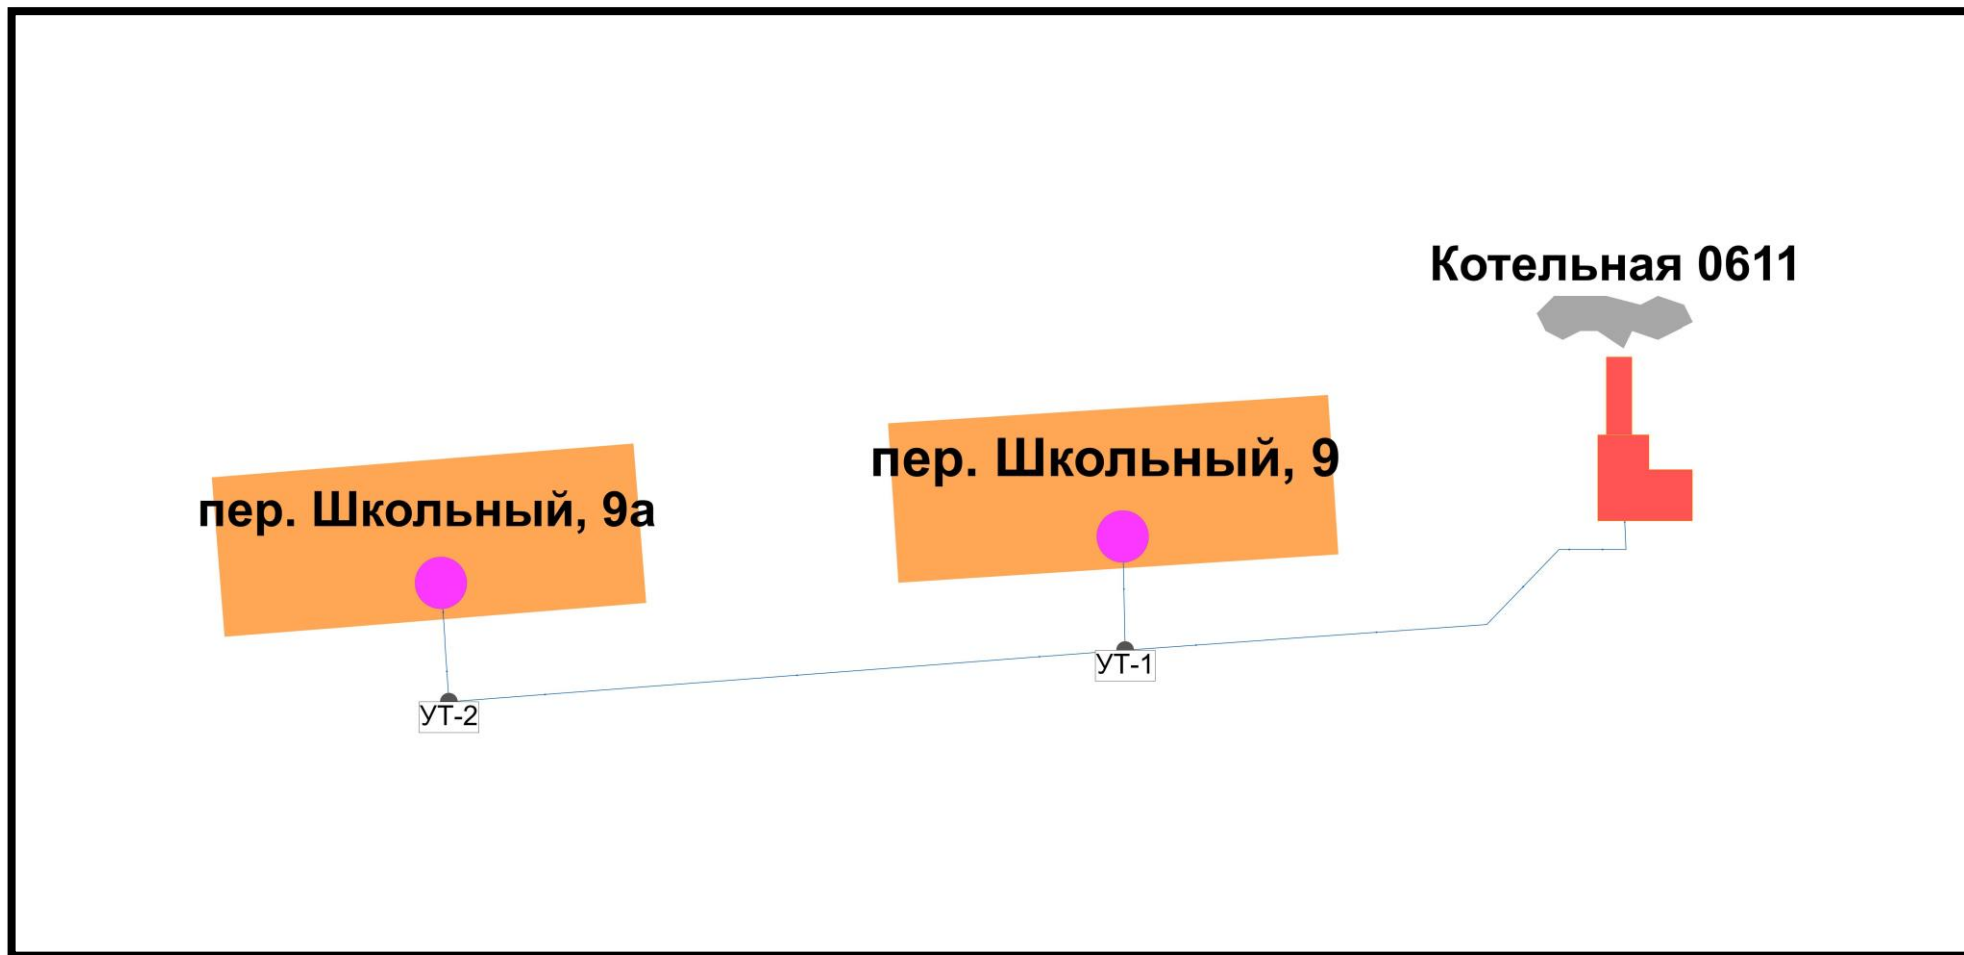 Котельная 0611
пер. Школьный, 9
пер. Школьный, 9а
УТ-1
УТ-2